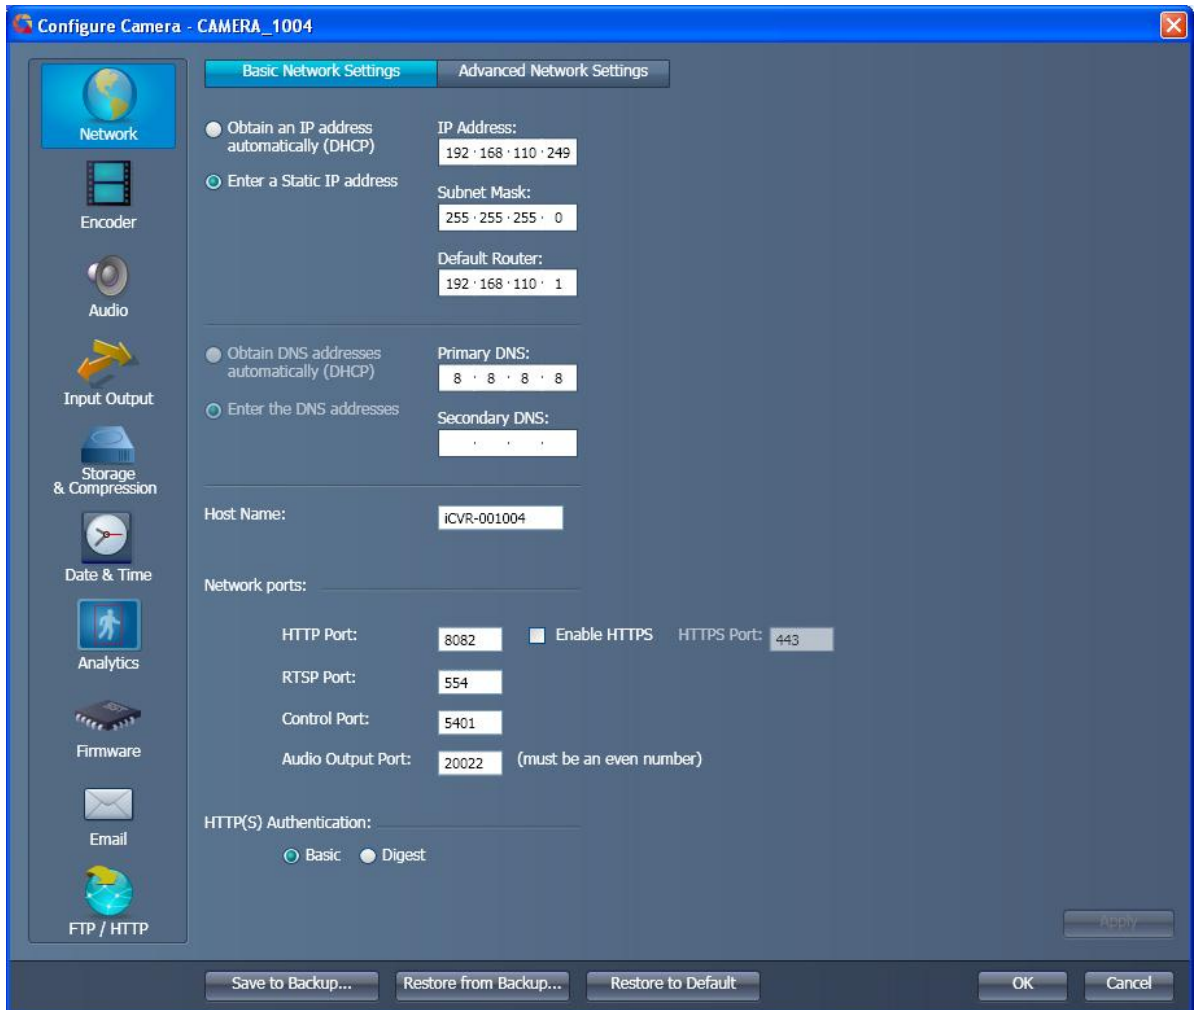 Configure Camera - CAMERA_1004
Network
Encoder
Audio
Input Output
Storage
& Compression
Date & Time
Analytics
Firmware
Email
FTP / HTTP
Basic Network Settings
Advanced Network Settings
Obtain an IP address
automatically (DHCP)
Enter a Static IP address
IP Address:
192 . 168 . 110 . 249
Subnet Mask:
255 . 255 . 255 . 0
Default Router:
192 . 168 . 110 . 1
Obtain DNS addresses
automatically (DHCP)
Enter the DNS addresses
Primary DNS:
8 . 8 . 8 . 8
Secondary DNS:
. . .
Host Name:
iCVR-001004
Network ports:
HTTP Port: 8082 Enable HTTPS HTTPS Port: 443
RTSP Port: 554
Control Port: 5401
Audio Output Port: 20022 (must be an even number)
HTTP(S) Authentication:
Basic Digest
Apply
Save to Backup... Restore from Backup... Restore to Default OK Cancel